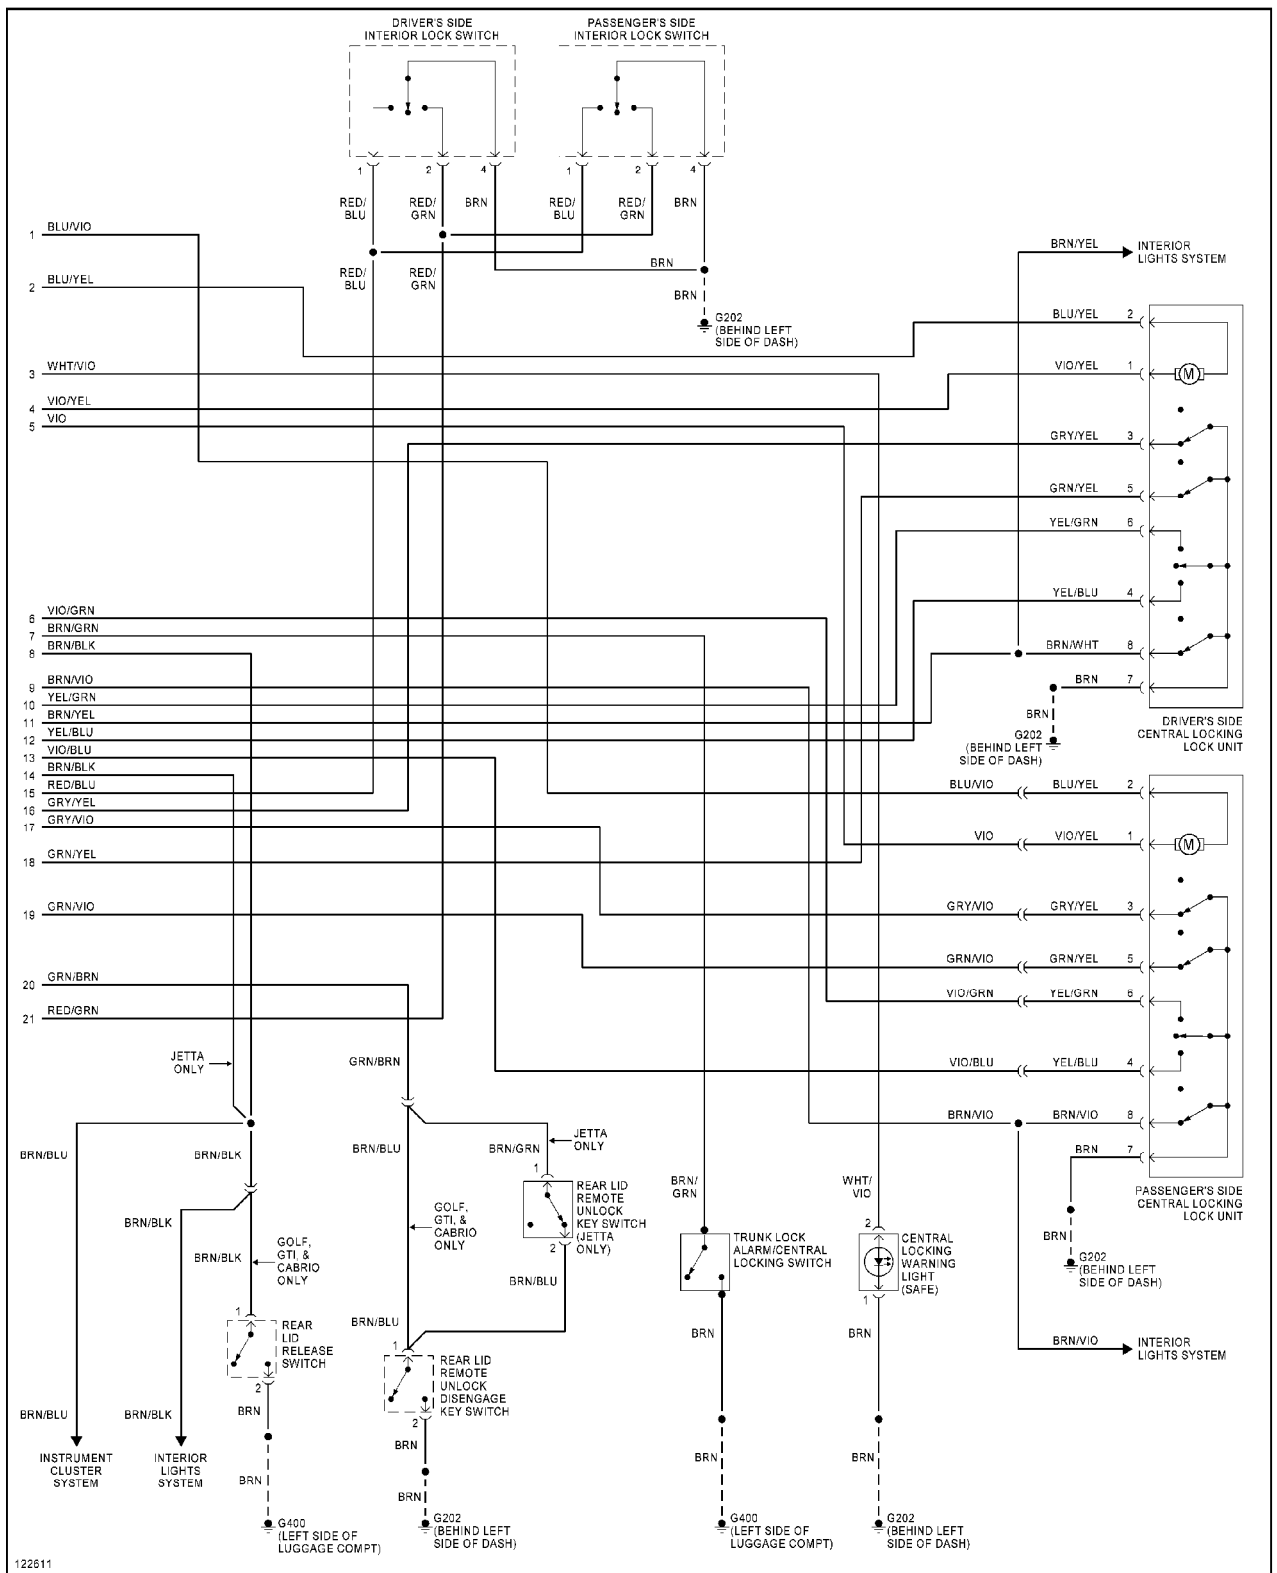 DRIVER'S SIDE
INTERIOR LOCK SWITCH
PASSENGER'S SIDE
INTERIOR LOCK SWITCH
1
2
4
1
2
4
RED/
BLU
RED/
GRN
BRN
RED/
BLU
RED/
GRN
BRN
1 BLU/VIO
BRN/YEL
INTERIOR
LIGHTS SYSTEM
BRN
RED/
BLU
RED/
GRN
2 BLU/YEL
BRN
G202
(BEHIND LEFT
SIDE OF DASH)
BLU/YEL 2
3 WHT/VIO
VIO/YEL 1
M
4 VIO/YEL
5 VIO
GRY/YEL 3
GRN/YEL 5
YEL/GRN 6
YEL/BLU 4
6 VIO/GRN
7 BRN/GRN
8 BRN/BLK
BRN/WHT 8
9 BRN/VIO
BRN 7
10 YEL/GRN
11 BRN/YEL
12 YEL/BLU
13 VIO/BLU
14 BRN/BLK
15 RED/BLU
16 GRY/YEL
17 GRY/VIO
18 GRN/YEL
19 GRN/VIO
20 GRN/BRN
21 RED/GRN
BRN
G202
(BEHIND LEFT
SIDE OF DASH)
DRIVER'S SIDE
CENTRAL LOCKING
LOCK UNIT
BLU/VIO BLU/YEL 2
VIO VIO/YEL 1
M
GRY/VIO GRY/YEL 3
GRN/VIO GRN/YEL 5
VIO/GRN YEL/GRN 6
VIO/BLU YEL/BLU 4
BRN/VIO BRN/VIO 8
BRN 7
PASSENGER'S SIDE
CENTRAL LOCKING
LOCK UNIT
BRN
G202
(BEHIND LEFT
SIDE OF DASH)
BRN/VIO
INTERIOR
LIGHTS SYSTEM
JETTA
ONLY
GRN/BRN
BRN/BLU
BRN/BLK
BRN/BLU
BRN/GRN
JETTA
ONLY
1
REAR LID
REMOTE
UNLOCK
KEY SWITCH
(JETTA
ONLY)
2
BRN/BLK
GOLF,
GTI, &
CABRIO
ONLY
BRN/BLK
GOLF,
GTI, &
CABRIO
ONLY
BRN/BLU
BRN/BLU
1
REAR
LID
RELEASE
SWITCH
2
1
REAR LID
REMOTE
UNLOCK
DISENGAGE
KEY SWITCH
2
BRN/
GRN
TRUNK LOCK
ALARM/CENTRAL
LOCKING SWITCH
WHT/
VIO
2
CENTRAL
LOCKING
WARNING
LIGHT
(SAFE)
1
BRN
BRN
BRN/BLU
BRN/BLK
BRN
BRN
INSTRUMENT
CLUSTER
SYSTEM
INTERIOR
LIGHTS
SYSTEM
BRN
BRN
BRN
BRN
G400
(LEFT SIDE OF
LUGGAGE COMPT)
G202
(BEHIND LEFT
SIDE OF DASH)
G400
(LEFT SIDE OF
LUGGAGE COMPT)
G202
(BEHIND LEFT
SIDE OF DASH)
122611